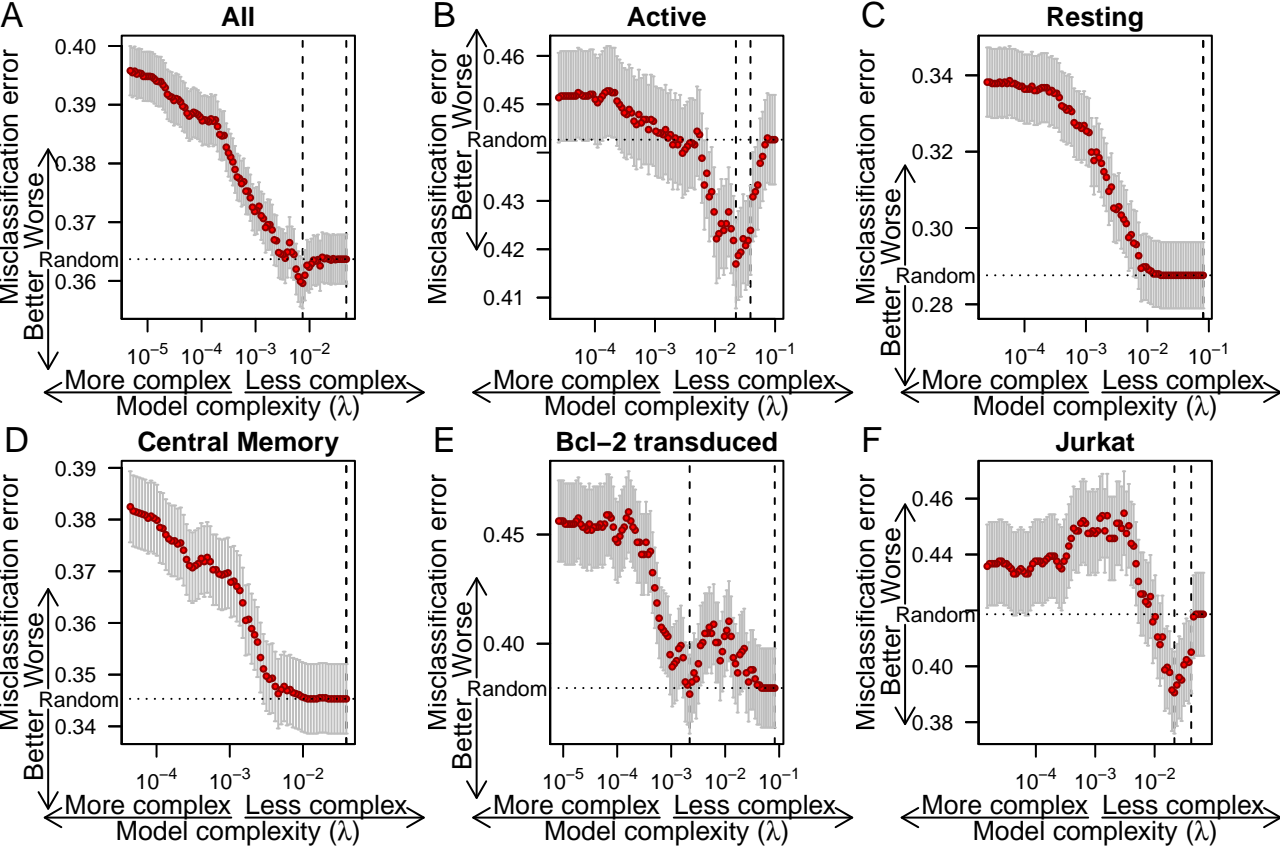 A
All
Misclassification error
Better Worse
0.40
0.39
0.38
0.37
0.36
Random
10−5 10−4 10−3 10−2
More complex Less complex
Model complexity (λ)
B
Active
Misclassification error
Better Worse
0.46
0.45
0.43
0.42
0.41
Random
10−4 10−3 10−2 10−1
More complex Less complex
Model complexity (λ)
C
Resting
Misclassification error
Better Worse
0.34
0.32
0.30
0.28
Random
10−4 10−3 10−2 10−1
More complex Less complex
Model complexity (λ)
D
Central Memory
Misclassification error
Better Worse
0.39
0.38
0.37
0.36
0.35
0.34
Random
10−4 10−3 10−2
More complex Less complex
Model complexity (λ)
E
Bcl−2 transduced
Misclassification error
Better Worse
0.45
0.40
Random
10−5 10−4 10−3 10−2 10−1
More complex Less complex
Model complexity (λ)
F
Jurkat
Misclassification error
Better Worse
0.46
0.44
0.40
0.38
Random
10−4 10−3 10−2
More complex Less complex
Model complexity (λ)